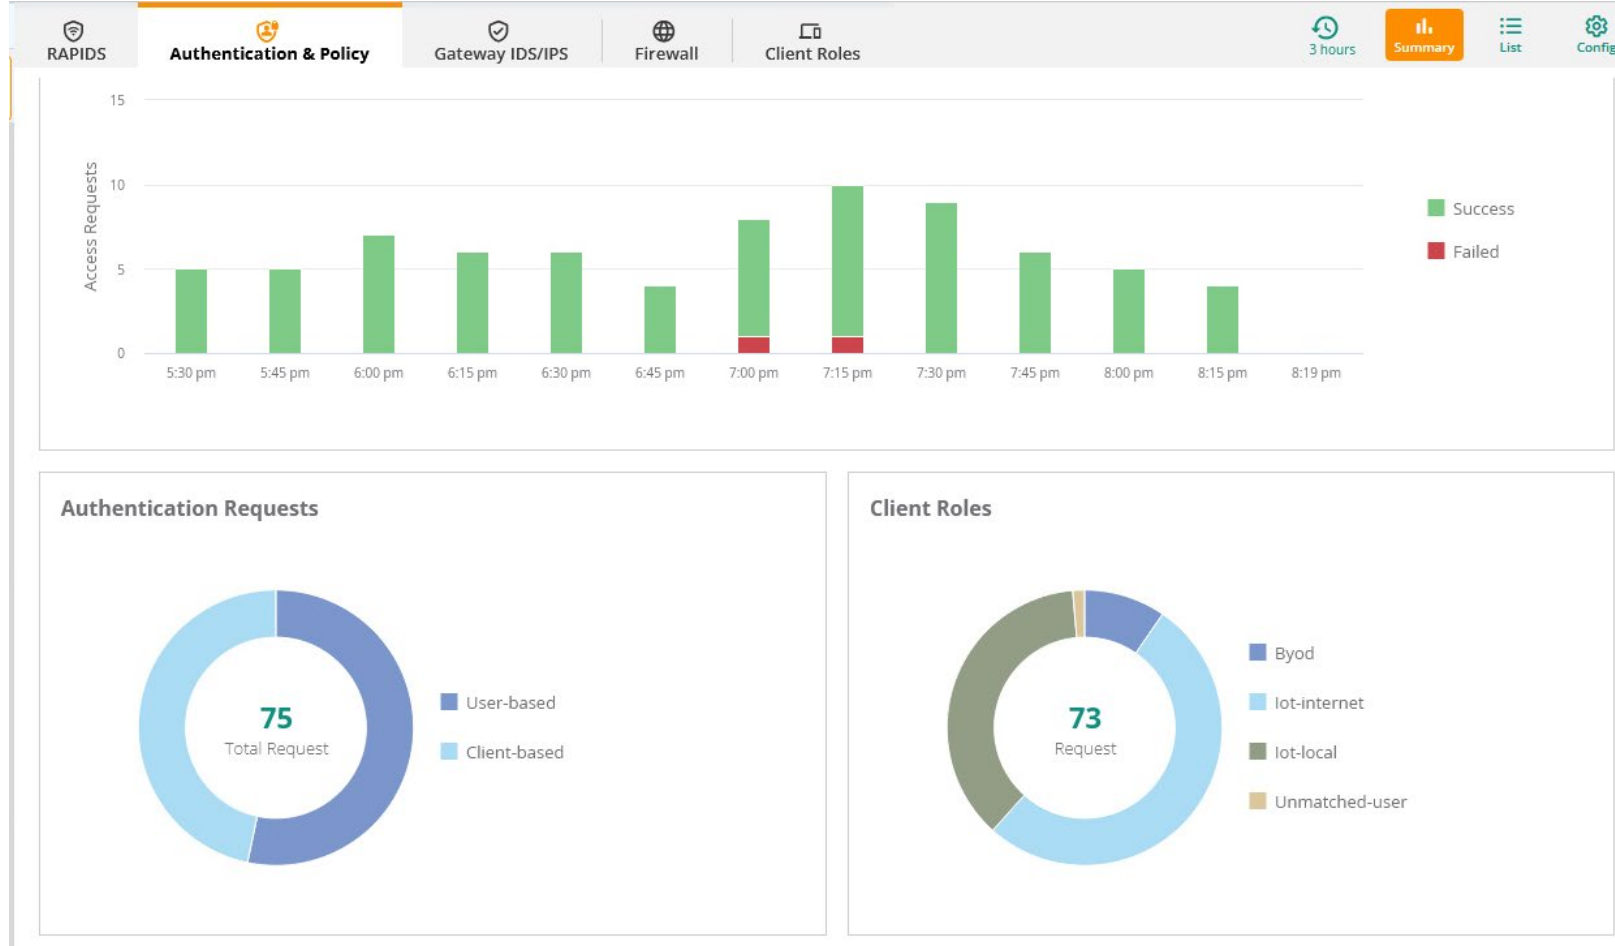 RAPIDS
Authentication & Policy
Gateway IDS/IPS
Firewall
Client Roles
3 hours
Summary
List
Config
15
10
5
0
Access Requests
5:30 pm
5:45 pm
6:00 pm
6:15 pm
6:30 pm
6:45 pm
7:00 pm
7:15 pm
7:30 pm
7:45 pm
8:00 pm
8:15 pm
8:19 pm
Success
Failed
Authentication Requests
75
Total Request
User-based
Client-based
Client Roles
73
Request
Byod
Iot-internet
Iot-local
Unmatched-user